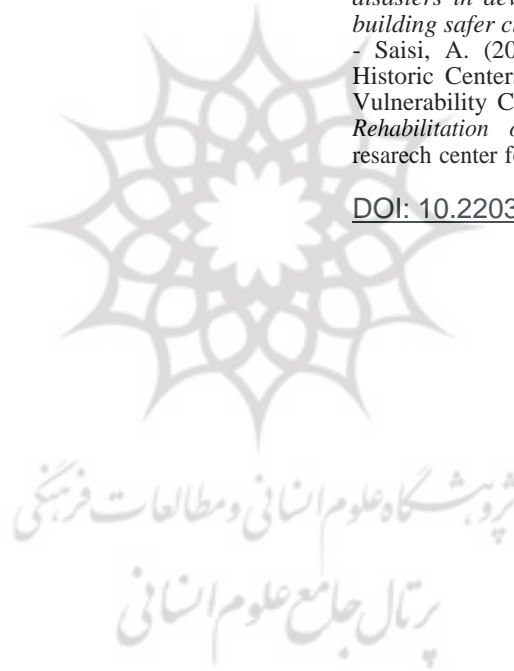 disasters in dev
building safer c
- Saisi, A. (20
Historic Centers
Vulnerability C
Rehabilitation o
resarech center f
DOI: 10.2203
پژوهشگاه علوم انسانی و مطالعات فرهنگی
پرتال جامع علوم انسانی